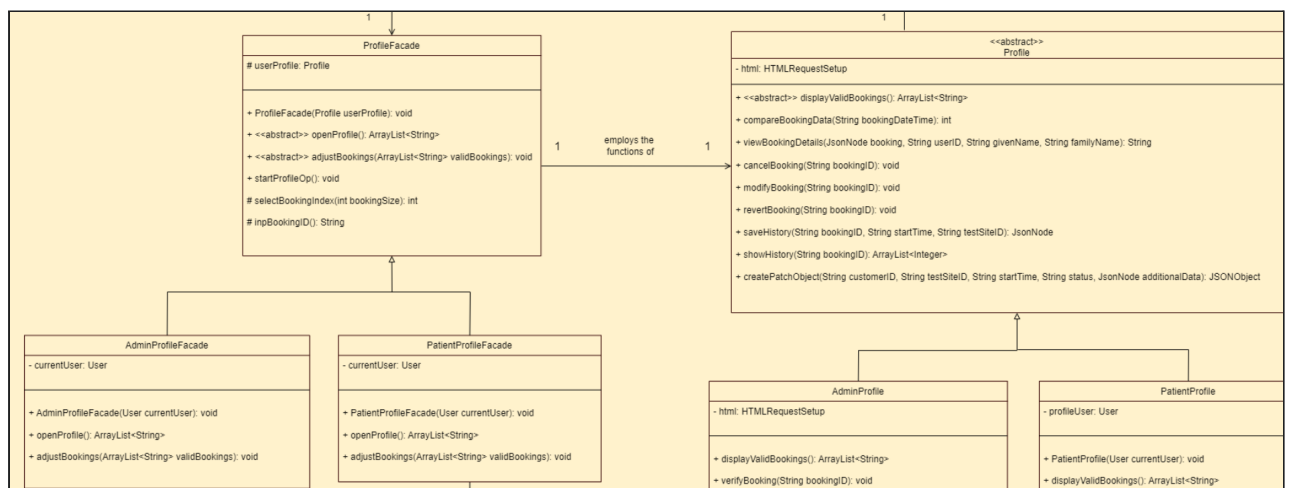 1
ProfileFacade
# userProfile: Profile
+ ProfileFacade(Profile userProfile): void
+ <<abstract>> openProfile(): ArrayList<String>
+ <<abstract>> adjustBookings(ArrayList<String> validBookings): void
+ startProfileOp(): void
# selectBookingIndex(int bookingSize): int
# inpBookingID(): String
1
employs the
functions of
1
1
<<abstract>>
Profile
- html: HTMLRequestSetup
+ <<abstract>> displayValidBookings(): ArrayList<String>
+ compareBookingData(String bookingDateTime): int
+ viewBookingDetails(JsonNode booking, String userID, String givenName, String familyName): String
+ cancelBooking(String bookingID): void
+ modifyBooking(String bookingID): void
+ revertBooking(String bookingID): void
+ saveHistory(String bookingID, String startTime, String testSiteID): JsonNode
+ showHistory(String bookingID): ArrayList<Integer>
+ createPatchObject(String customerID, String testSiteID, String startTime, String status, JsonNode additionalData): JSONObject
AdminProfileFacade
- currentUser: User
+ AdminProfileFacade(User currentUser): void
+ openProfile(): ArrayList<String>
+ adjustBookings(ArrayList<String> validBookings): void
PatientProfileFacade
- currentUser: User
+ PatientProfileFacade(User currentUser): void
+ openProfile(): ArrayList<String>
+ adjustBookings(ArrayList<String> validBookings): void
AdminProfile
- html: HTMLRequestSetup
+ displayValidBookings(): ArrayList<String>
+ verifyBooking(String bookingID): void
PatientProfile
- profileUser: User
+ PatientProfile(User currentUser): void
+ displayValidBookings(): ArrayList<String>